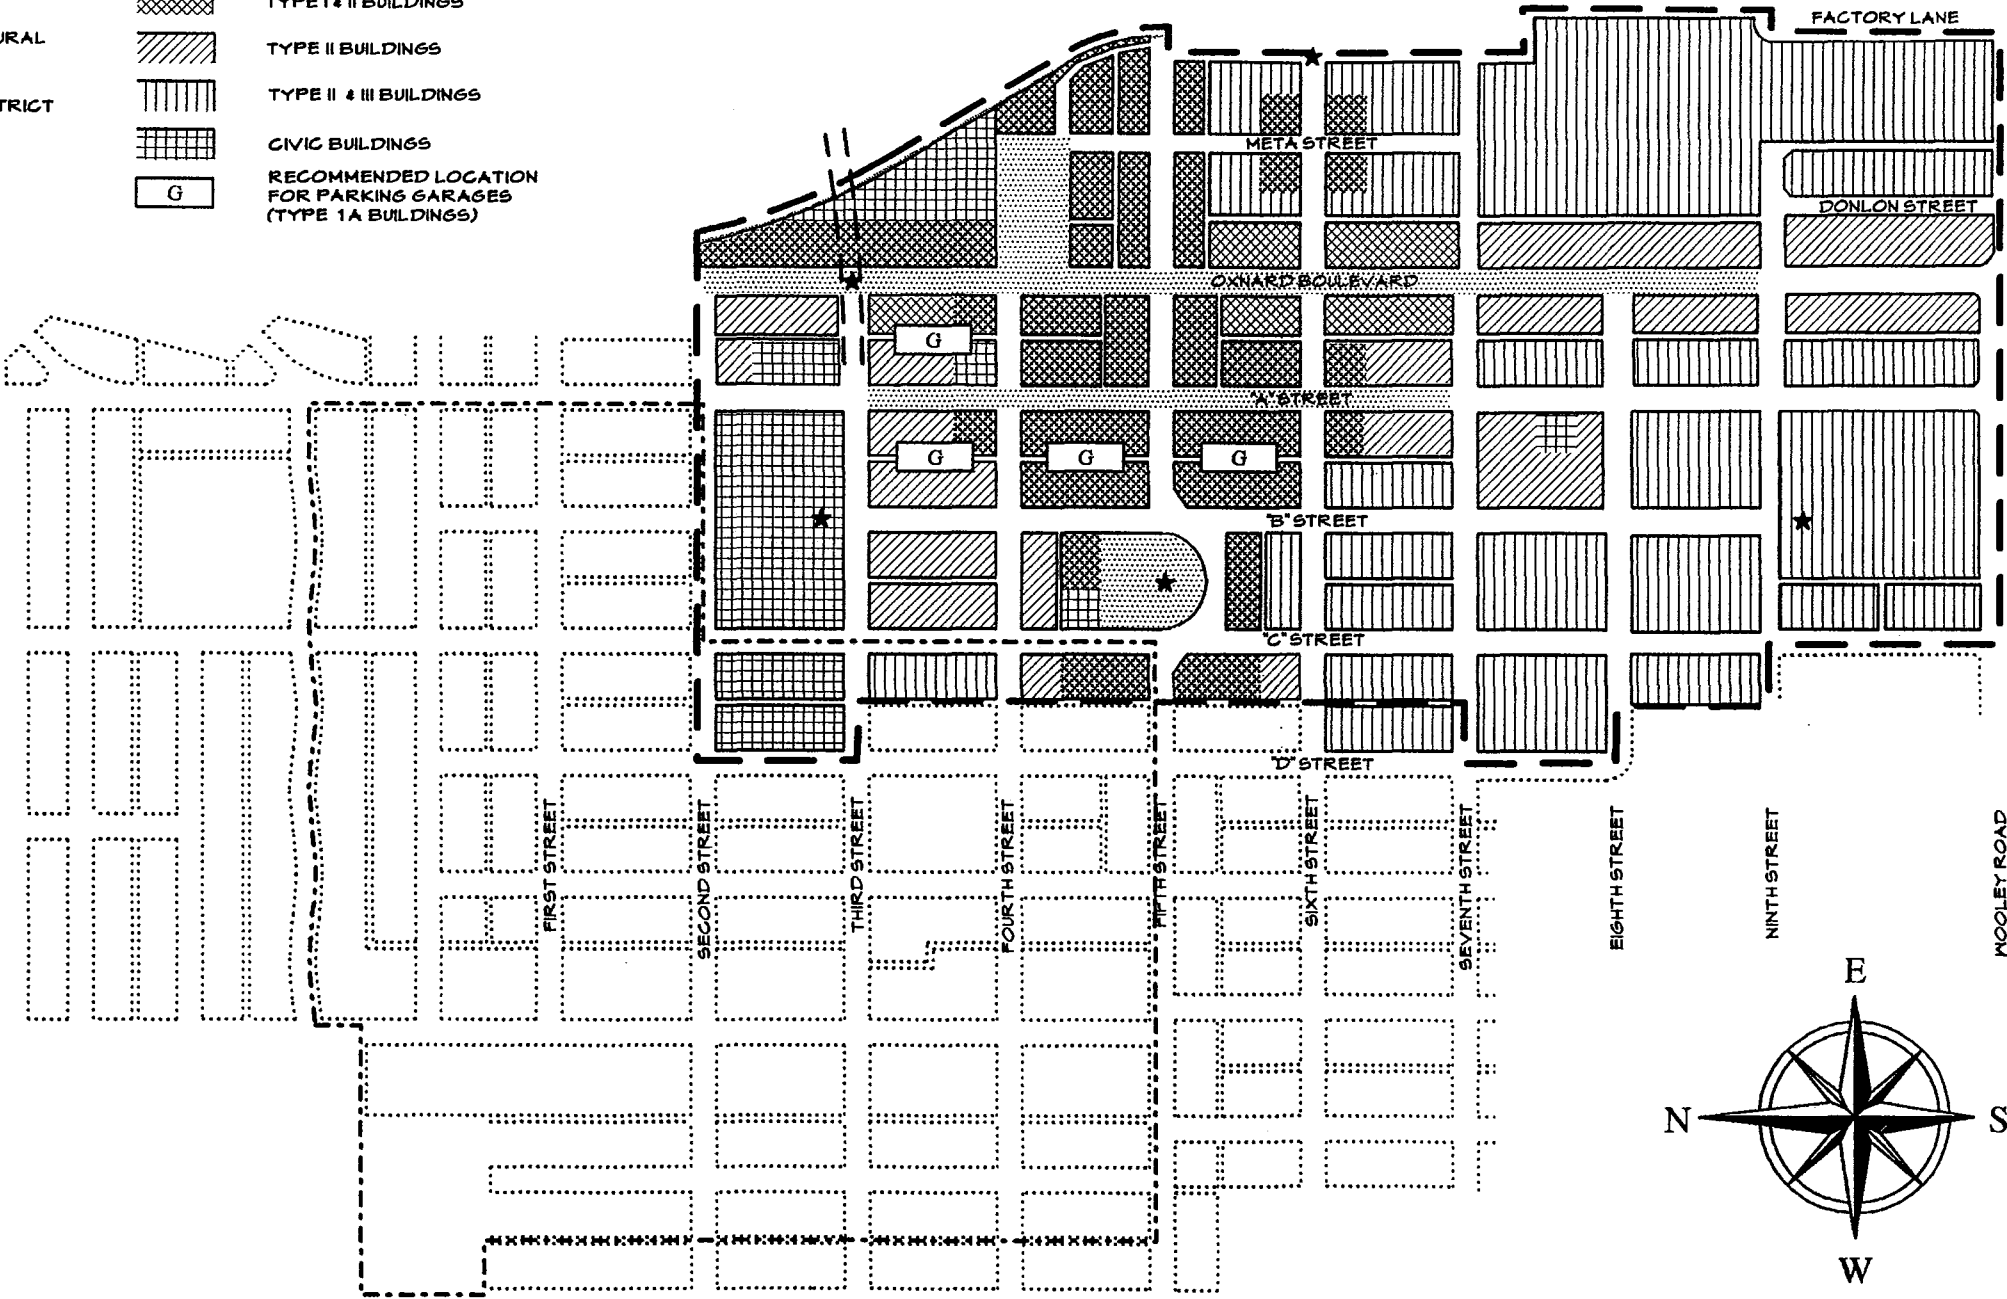 TYPE I & II BUILDINGS
URAL
TYPE II BUILDINGS
TRICT
TYPE II & III BUILDINGS
CIVIC BUILDINGS
RECOMMENDED LOCATION
FOR PARKING GARAGES
(TYPE 1A BUILDINGS)
G
FACTORY LANE
META STREET
DONLON STREET
OXNARD BOULEVARD
G
"A" STREET
G
G
G
"B" STREET
"C" STREET
"D" STREET
FIRST STREET
SECOND STREET
THIRD STREET
FOURTH STREET
FIFTH STREET
SIXTH STREET
SEVENTH STREET
EIGHTH STREET
NINTH STREET
WOOLEY ROAD
E
N
S
W